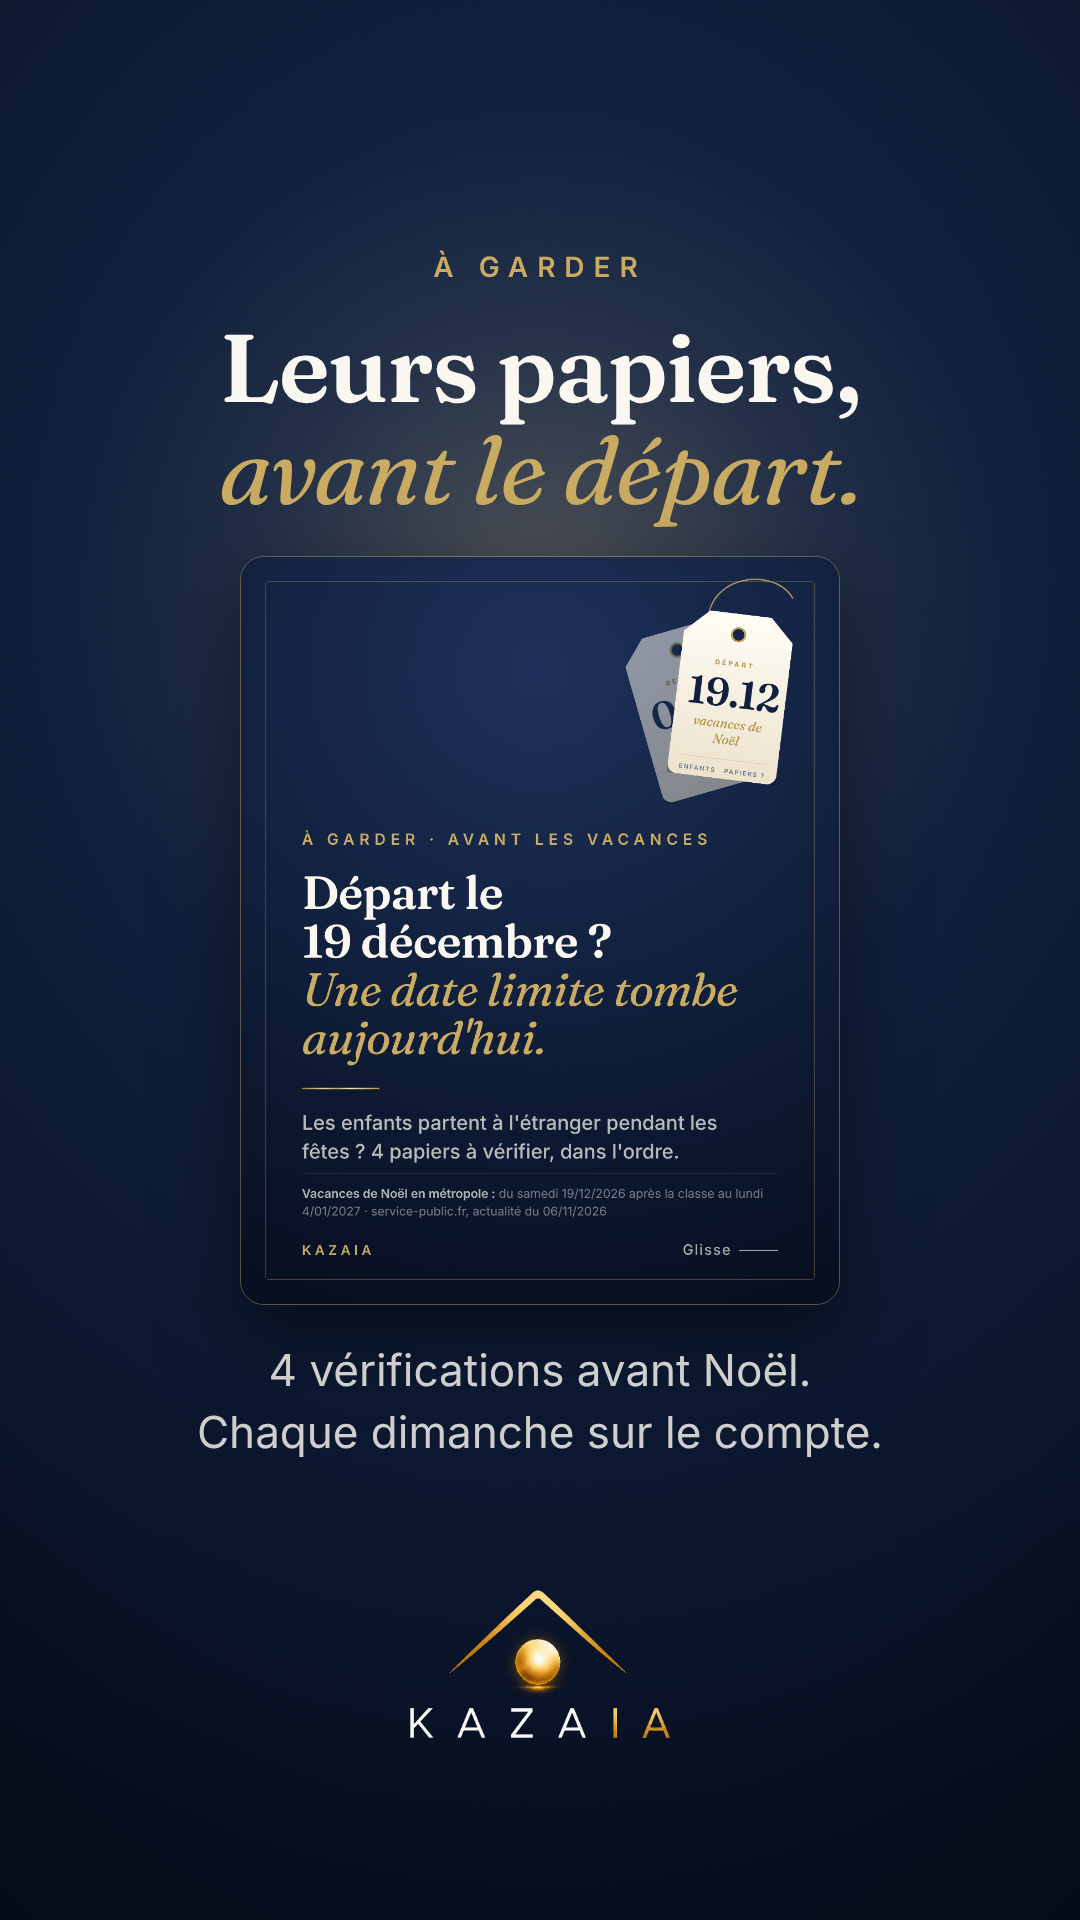 À GARDER
Leurs papiers,
avant le départ.
DÉPART
19.12
vacances de
Noël
ENFANTS PAPIERS ?
À GARDER · AVANT LES VACANCES
Départ le
19 décembre ?
Une date limite tombe
aujourd'hui.
Les enfants partent à l'étranger pendant les
fêtes ? 4 papiers à vérifier, dans l'ordre.
Vacances de Noël en métropole : du samedi 19/12/2026 après la classe au lundi
4/01/2027 · service-public.fr, actualité du 06/11/2026
KAZAIA
Glisse
4 vérifications avant Noël.
Chaque dimanche sur le compte.
KAZAIA